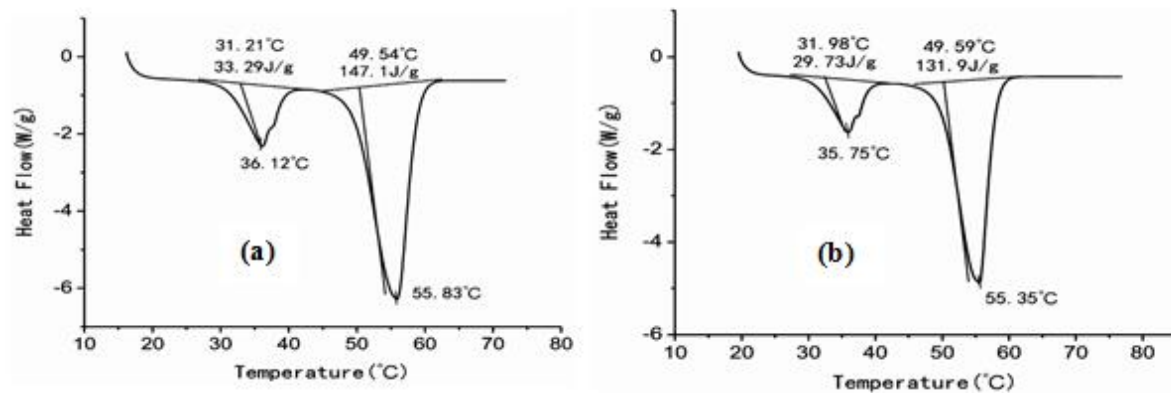 31.21℃
33.29J/g
49.54℃
147.1J/g
36.12℃
55.83℃
(a)
0
-2
-4
-6
Heat Flow(W/g)
10 20 30 40 50 60 70 80
Temperature(℃)
31.98℃
29.73J/g
49.59℃
131.9J/g
35.75℃
55.35℃
(b)
0
-2
-4
-6
Heat Flow(W/g)
10 20 30 40 50 60 70 80
Temperature(℃)